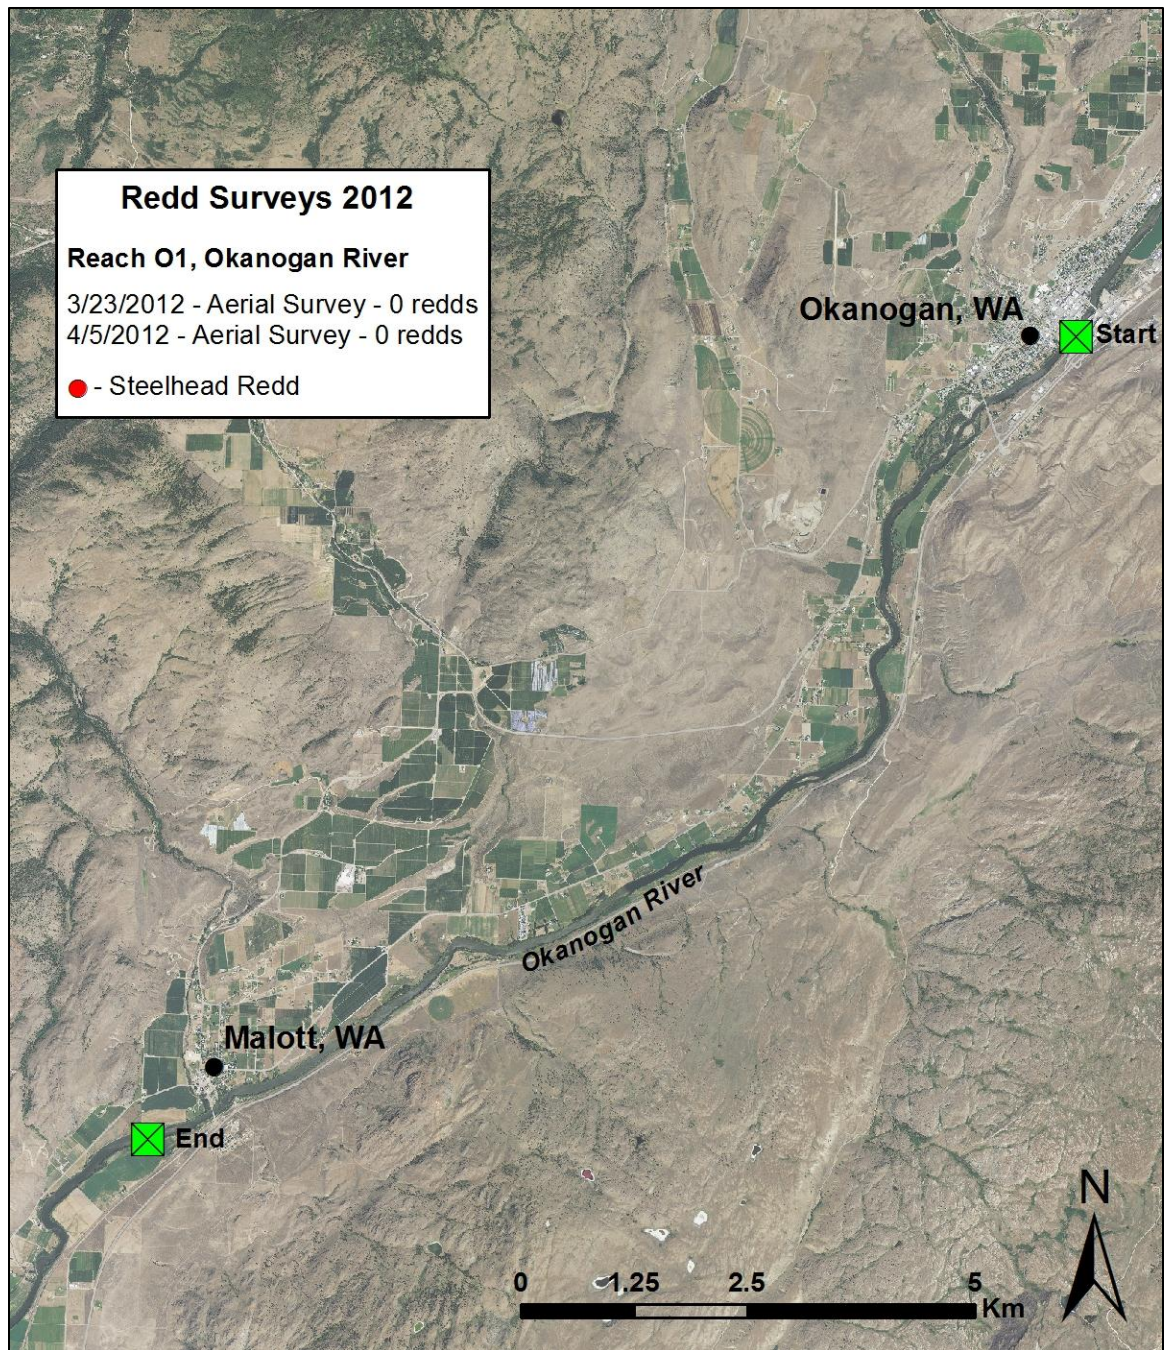 Redd Surveys 2012
Reach O1, Okanogan River
3/23/2012 - Aerial Survey - 0 redds
4/5/2012 - Aerial Survey - 0 redds
- Steelhead Redd
Okanogan, WA
Start
Okanogan River
Malott, WA
End
N
0 1.25 2.5 5
Km